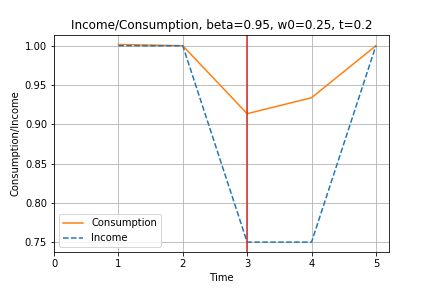 Income/Consumption, beta=0.95, w0=0.25, t=0.2
Consumption/Income
1.00
0.95
0.90
0.85
0.80
0.75
Consumption
Income
0 1 2 3 4 5
Time